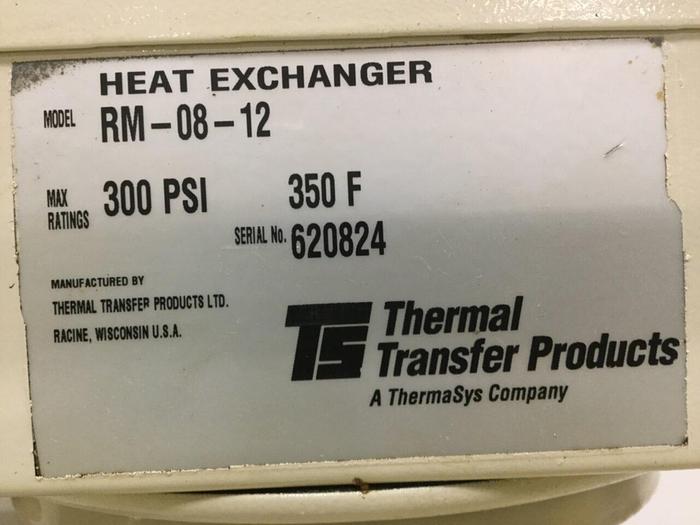 HEAT EXCHANGER
MODEL RM-08-12
MAX RATINGS 300 PSI 350 F
SERIAL No. 620824
MANUFACTURED BY
THERMAL TRANSFER PRODUCTS LTD.
RACINE, WISCONSIN U.S.A.
TS Thermal
Transfer Products
A ThermaSys Company